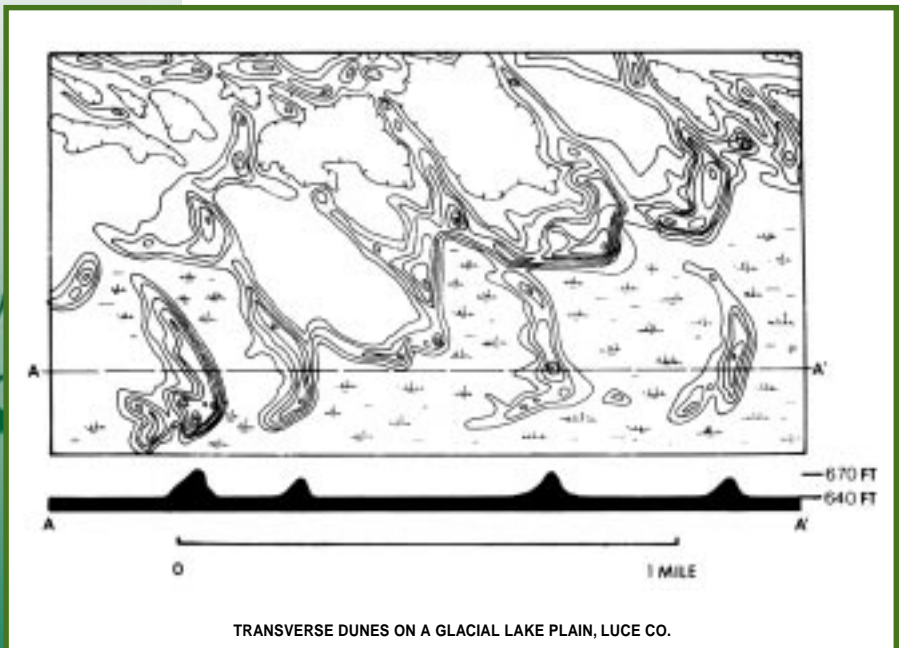 A A'
670 FT
640 FT
A A'
0 1 MILE
TRANSVERSE DUNES ON A GLACIAL LAKE PLAIN, LUCE CO.